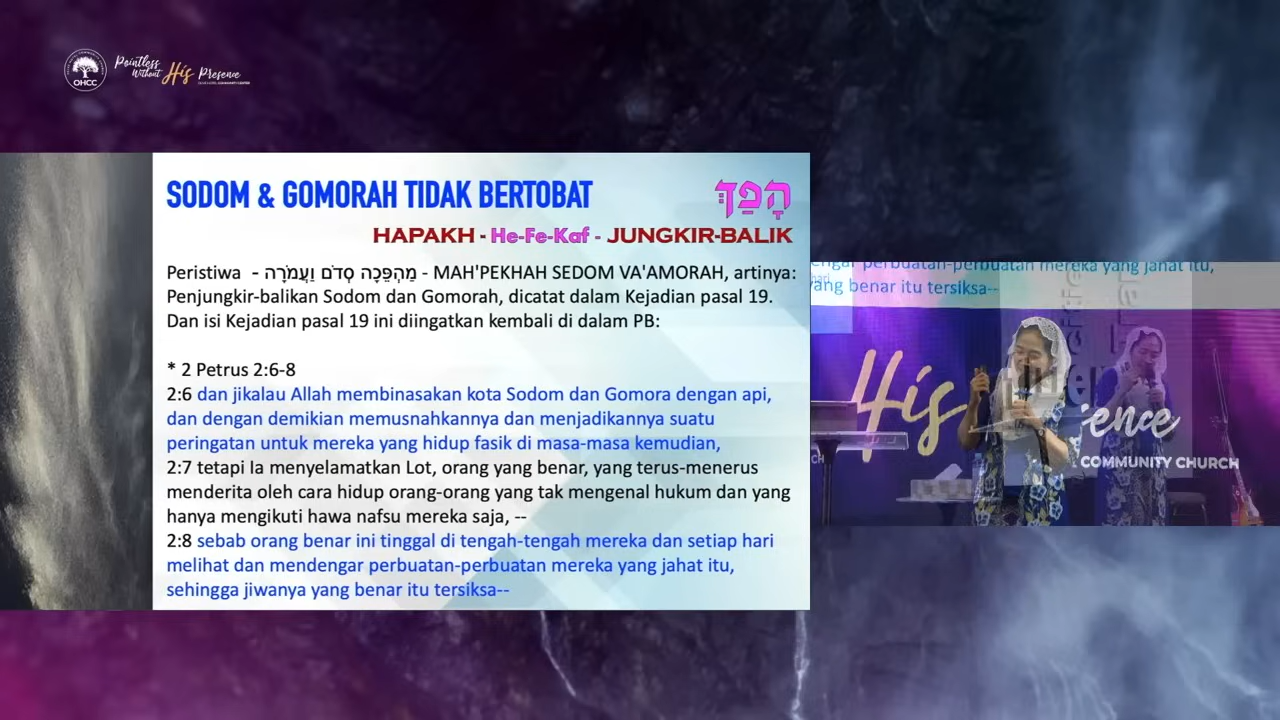 OHCC
Pointless
Without His Presence
SODOM & GOMORAH TIDAK BERTOBAT
הָפַךְ
HAPAKH - He-Fe-Kaf - JUNGKIR-BALIK
Peristiwa - מַהְפֵּכָה סְדֹם וַעֲמֹרָה - MAH'PEKHAH SEDOM VA'AMORAH, artinya:
Penjungkir-balikan Sodom dan Gomorah, dicatat dalam Kejadian pasal 19.
Dan isi Kejadian pasal 19 ini diingatkan kembali di dalam PB:
* 2 Petrus 2:6-8
2:6 dan jikalau Allah membinasakan kota Sodom dan Gomora dengan api,
dan dengan demikian memusnahkannya dan menjadikannya suatu
peringatan untuk mereka yang hidup fasik di masa-masa kemudian,
2:7 tetapi Ia menyelamatkan Lot, orang yang benar, yang terus-menerus
menderita oleh cara hidup orang-orang yang tak mengenal hukum dan yang
hanya mengikuti hawa nafsu mereka saja, --
2:8 sebab orang benar ini tinggal di tengah-tengah mereka dan setiap hari
melihat dan mendengar perbuatan-perbuatan mereka yang jahat itu,
sehingga jiwanya yang benar itu tersiksa--
perbuatan-perbuatan mereka yang jahat itu,
yang benar itu tersiksa--
His
ence
COMMUNITY CHURCH